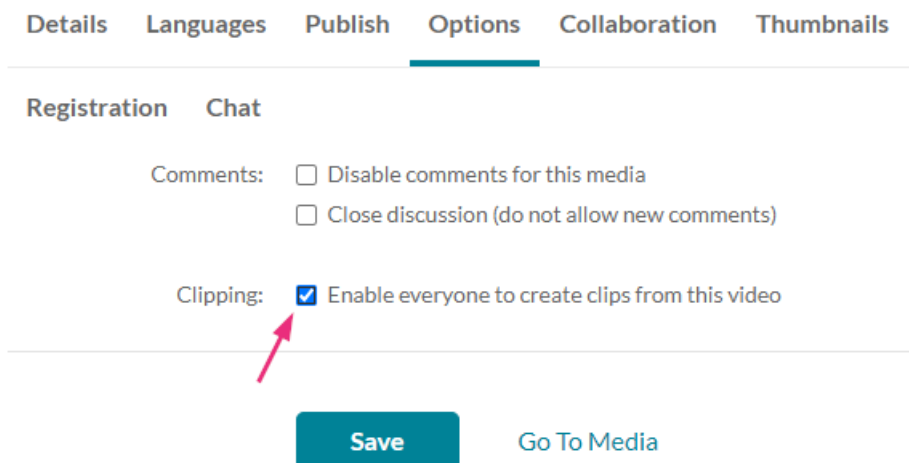 Details Languages Publish Options Collaboration Thumbnails
Registration Chat
Comments: Disable comments for this media
Close discussion (do not allow new comments)
Clipping: Enable everyone to create clips from this video
Save Go To Media